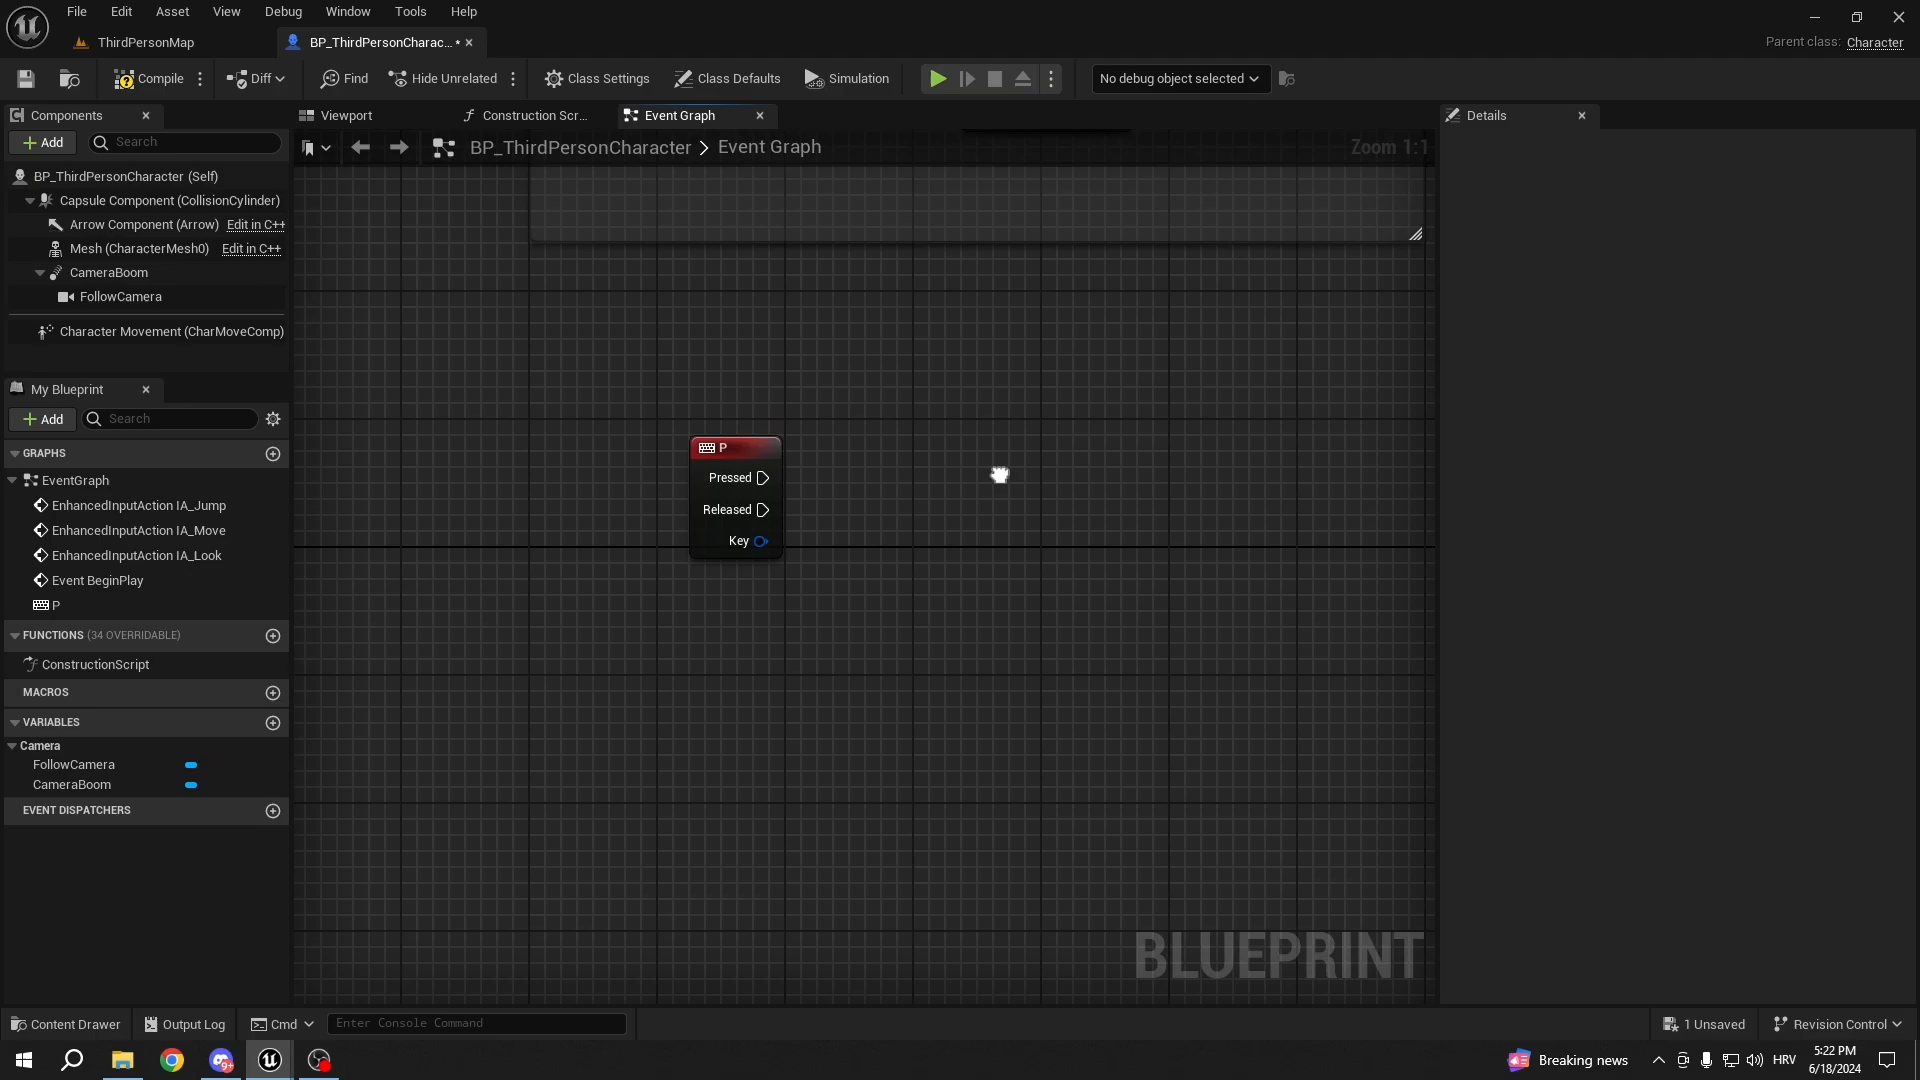 File Edit Asset View Debug Window Tools Help
ThirdPersonMap
BP_ThirdPersonCharac... *
Parent class: Character
Compile
Diff
Find
Hide Unrelated
Class Settings
Class Defaults
Simulation
No debug object selected
Components
Viewport
Construction Scr...
Event Graph
Details
Add
Search
BP_ThirdPersonCharacter > Event Graph
Zoom 1:1
BP_ThirdPersonCharacter (Self)
Capsule Component (CollisionCylinder)
Arrow Component (Arrow) Edit in C++
Mesh (CharacterMesh0) Edit in C++
CameraBoom
FollowCamera
Character Movement (CharMoveComp)
My Blueprint
Add
Search
GRAPHS
EventGraph
EnhancedInputAction IA_Jump
EnhancedInputAction IA_Move
EnhancedInputAction IA_Look
Event BeginPlay
P
FUNCTIONS (34 OVERRIDABLE)
ConstructionScript
MACROS
VARIABLES
Camera
FollowCamera
CameraBoom
EVENT DISPATCHERS
P
Pressed
Released
Key
BLUEPRINT
Content Drawer
Output Log
Cmd
Enter Console Command
1 Unsaved
Revision Control
9+
Breaking news
HRV
5:22 PM
6/18/2024